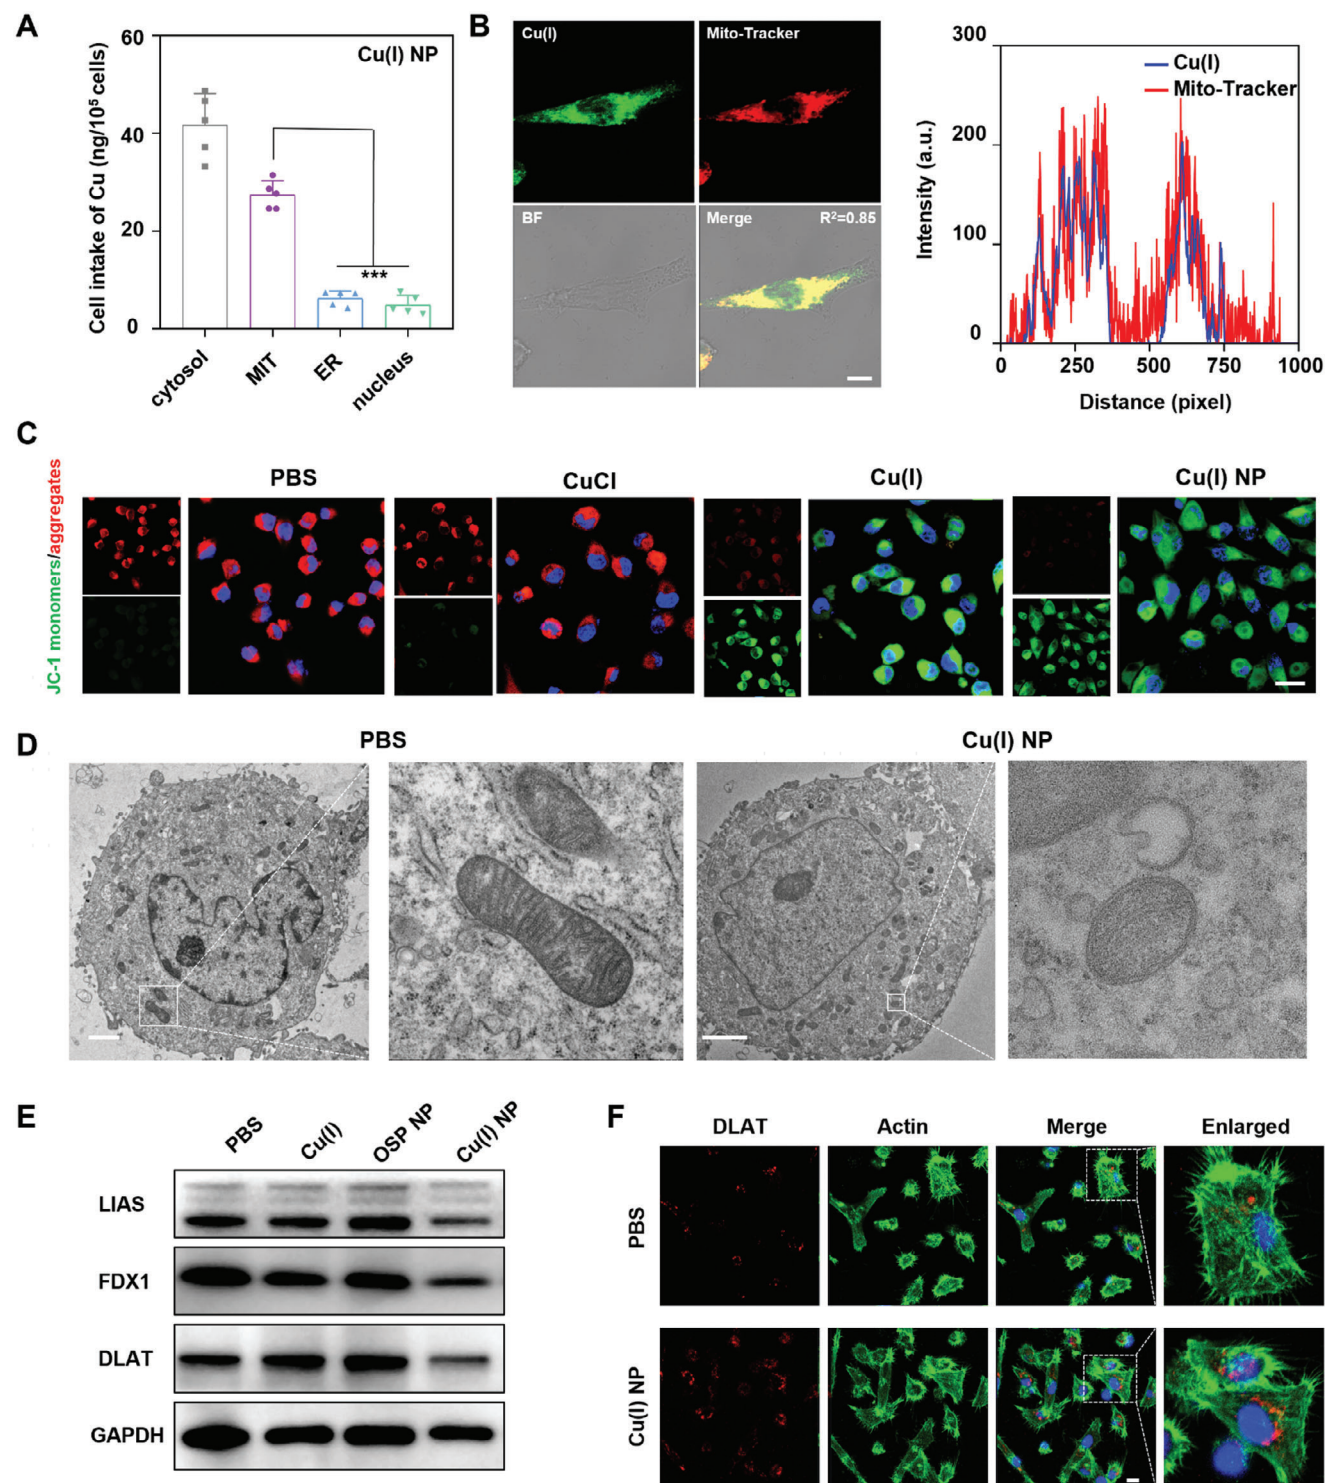 A
60
40
20
0
Cell intake of Cu (ng/10⁵ cells)
Cu(I) NP
***
cytosol
MIT
ER
nucleus
B
Cu(I)
Mito-Tracker
BF
Merge
R²=0.85
300
200
100
0
Intensity (a.u.)
Cu(I)
Mito-Tracker
0
250
500
750
1000
Distance (pixel)
C
JC-1 monomers/aggregates
PBS
CuCl
Cu(I)
Cu(I) NP
D
PBS
Cu(I) NP
E
PBS
Cu(I)
OSP NP
Cu(I) NP
LIAS
FDX1
DLAT
GAPDH
F
DLAT
Actin
Merge
Enlarged
PBS
Cu(I) NP